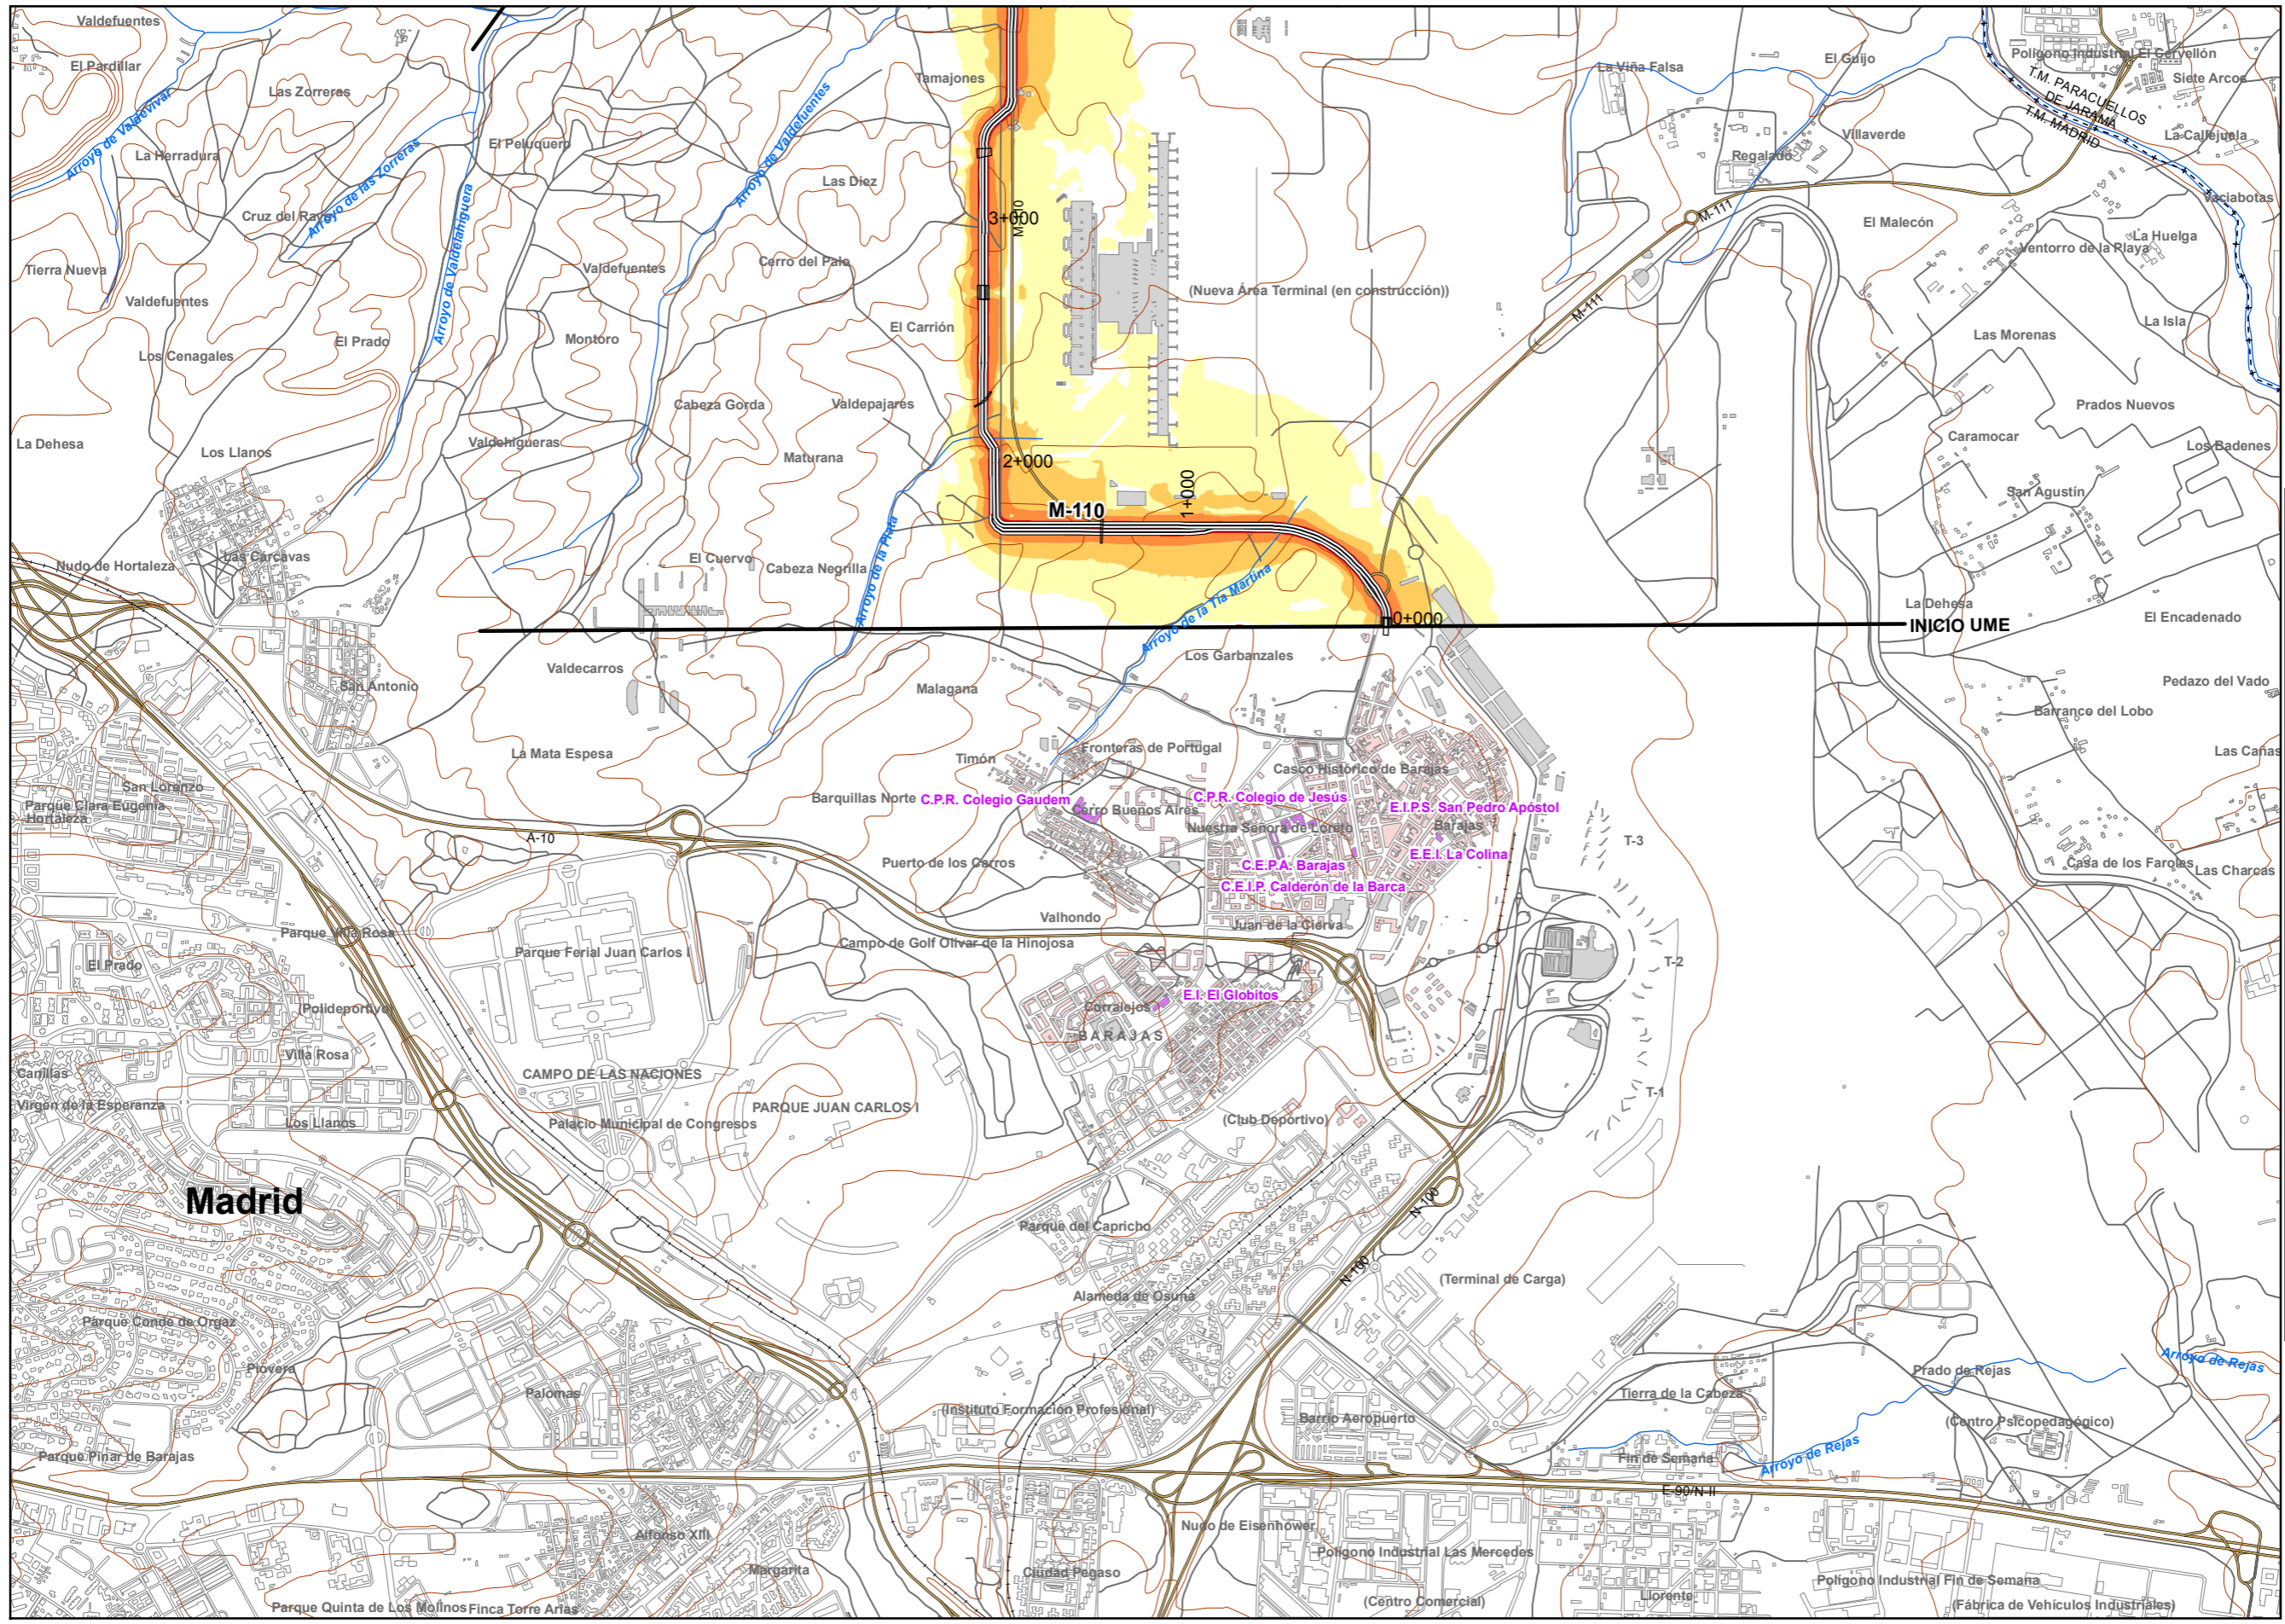 Valdefuentes
El Pardillar
Las Zorreras
Arroyo de Valdevivar
La Herradura
Arroyo de las Zorreras
Cruz del Rayo
Tierra Nueva
Valdefuentes
Los Cenagales
El Prado
Arroyo de Valdelahiguera
El Peluquero
Arroyo de Valdefuentes
Tamajones
Las Diez
Cerro del Palo
Valdefuentes
Montoro
El Carrión
3+000
M-110
(Nueva Área Terminal (en construcción))
La Viña Falsa
El Guijo
Polígono Industrial El Cervellón
Siete Arcos
T.M. PARACUELLOS
DE JARAMA
T.M. MADRID
La Callejuela
Villaverde
Regalado
Vaciabotas
M-111
El Malecón
La Huelga
Ventorro de la Playa
M-111
La Isla
Las Morenas
Prados Nuevos
Caramocar
Los Badenes
San Agustín
Cabeza Gorda
Valdepajares
La Dehesa
Los Llanos
Valdehigueras
Maturana
2+000
1+000
M-110
Las Cárcavas
Nudo de Hortaleza
El Cuervo
Cabeza Negrilla
Arroyo de la Plata
Arroyo de la Tía Martina
0+000
La Dehesa
INICIO UME
El Encadenado
Los Garbanzales
Valdecarros
San Antonio
Malagana
Pedazo del Vado
Barranco del Lobo
Las Cañas
La Mata Espesa
Timón
Fronteras de Portugal
Casco Histórico de Barajas
San Lorenzo
Parque Clara Eugenia
Hortaleza
Barquillas Norte
C.P.R. Colegio Gaudem
Cerro Buenos Aires
C.P.R. Colegio de Jesús
E.I.P.S. San Pedro Apóstol
Nuestra Señora de Loreto
Barajas
A-10
T-3
E.E.I. La Colina
Puerto de los Carros
C.E.P.A. Barajas
Casa de los Faroles
Las Charcas
C.E.I.P. Calderón de la Barca
Valhondo
Juan de la Cierva
Parque Villa Rosa
Campo de Golf Olivar de la Hinojosa
Parque Ferial Juan Carlos I
El Prado
T-2
E.I. El Globitos
(Polideportivo)
Corralejos
BARAJAS
Villa Rosa
Canillas
CAMPO DE LAS NACIONES
T-1
Virgen de la Esperanza
PARQUE JUAN CARLOS I
Los Llanos
Palacio Municipal de Congresos
(Club Deportivo)
Madrid
N-100
Parque del Capricho
N-100
(Terminal de Carga)
Alameda de Osuna
Parque Conde de Orgaz
Piovera
Arroyo de Rejas
Prado de Rejas
Palomas
Tierra de la Cabeza
(Instituto Formación Profesional)
Barrio Aeropuerto
(Centro Psicopedagógico)
Parque Pinar de Barajas
Fin de Semana
Arroyo de Rejas
E-90/N-II
Nudo de Eisenhower
Alfonso XIII
Polígono Industrial Las Mercedes
Margarita
Ciudad Pegaso
Polígono Industrial Fin de Semana
Llorente
(Centro Comercial)
(Fábrica de Vehículos Industriales)
Parque Quinta de Los Molinos
Finca Torre Arias